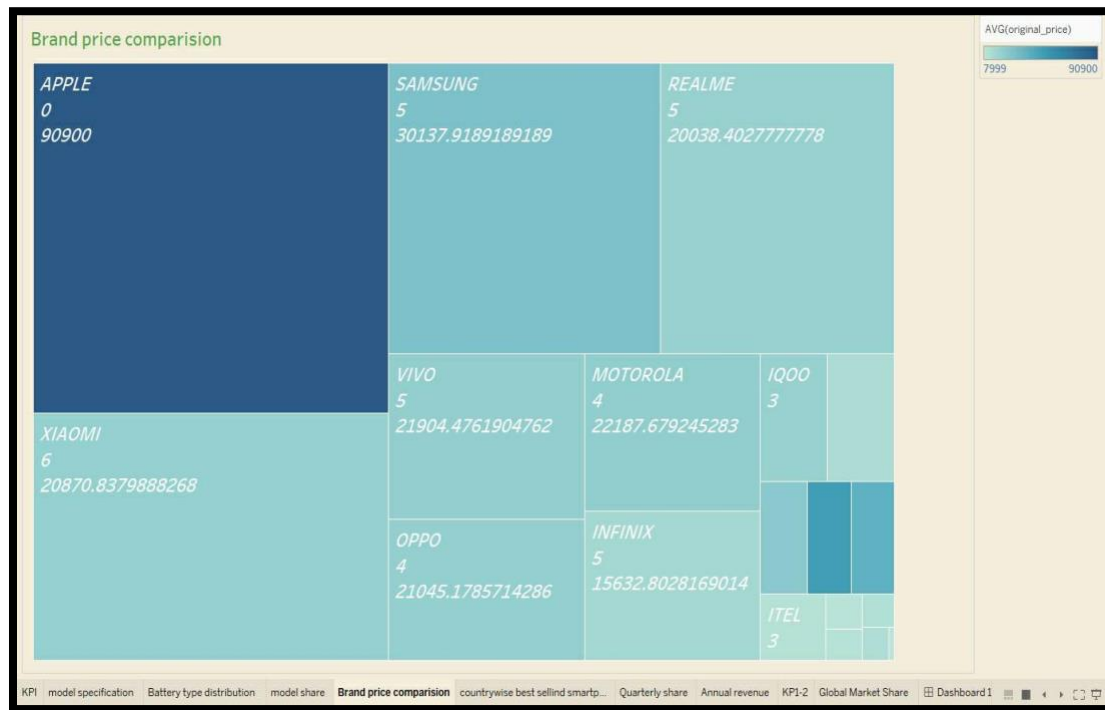 Brand price comparision
AVG(original_price)
7999 90900
APPLE
0
90900
SAMSUNG
5
30137.9189189189
REALME
5
20038.4027777778
XIAOMI
6
20870.8379888268
VIVO
5
21904.4761904762
MOTOROLA
4
22187.679245283
IQOO
3
OPPO
4
21045.1785714286
INFINIX
5
15632.8028169014
ITEL
3
KPI model specification Battery type distribution model share Brand price comparision countrywise best sellind smartp... Quarterly share Annual revenue KP1-2 Global Market Share Dashboard 1